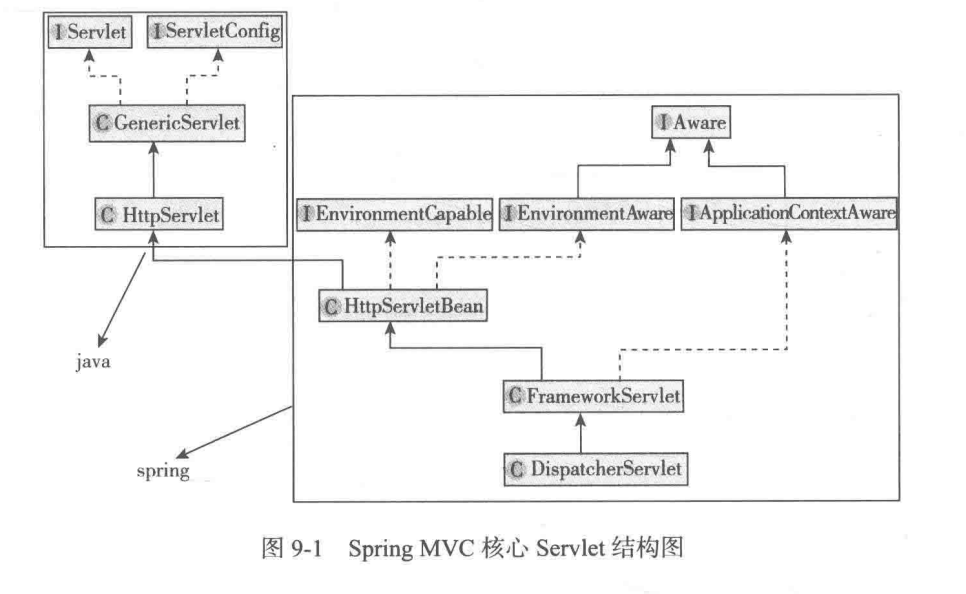 I Servlet
I ServletConfig
C GenericServlet
I Aware
C HttpServlet
I EnvironmentCapable
I EnvironmentAware
I ApplicationContextAware
C HttpServletBean
java
C FrameworkServlet
spring
C DispatcherServlet
图 9-1 Spring MVC 核心 Servlet 结构图